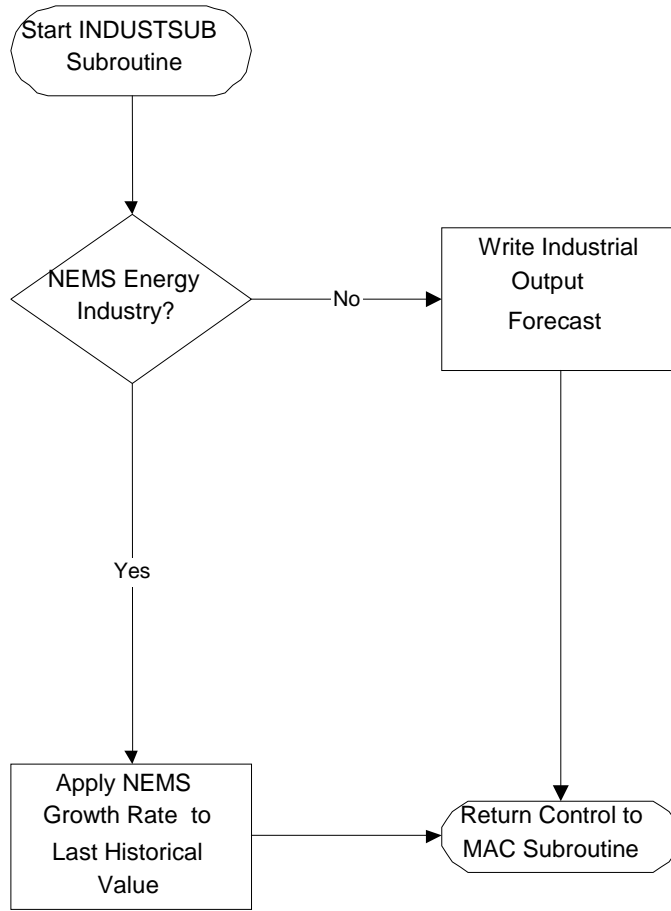 Start INDUSTSUB
Subroutine
NEMS Energy
Industry?
No
Write Industrial
Output
Forecast
Yes
Apply NEMS
Growth Rate to
Last Historical
Value
Return Control to
MAC Subroutine